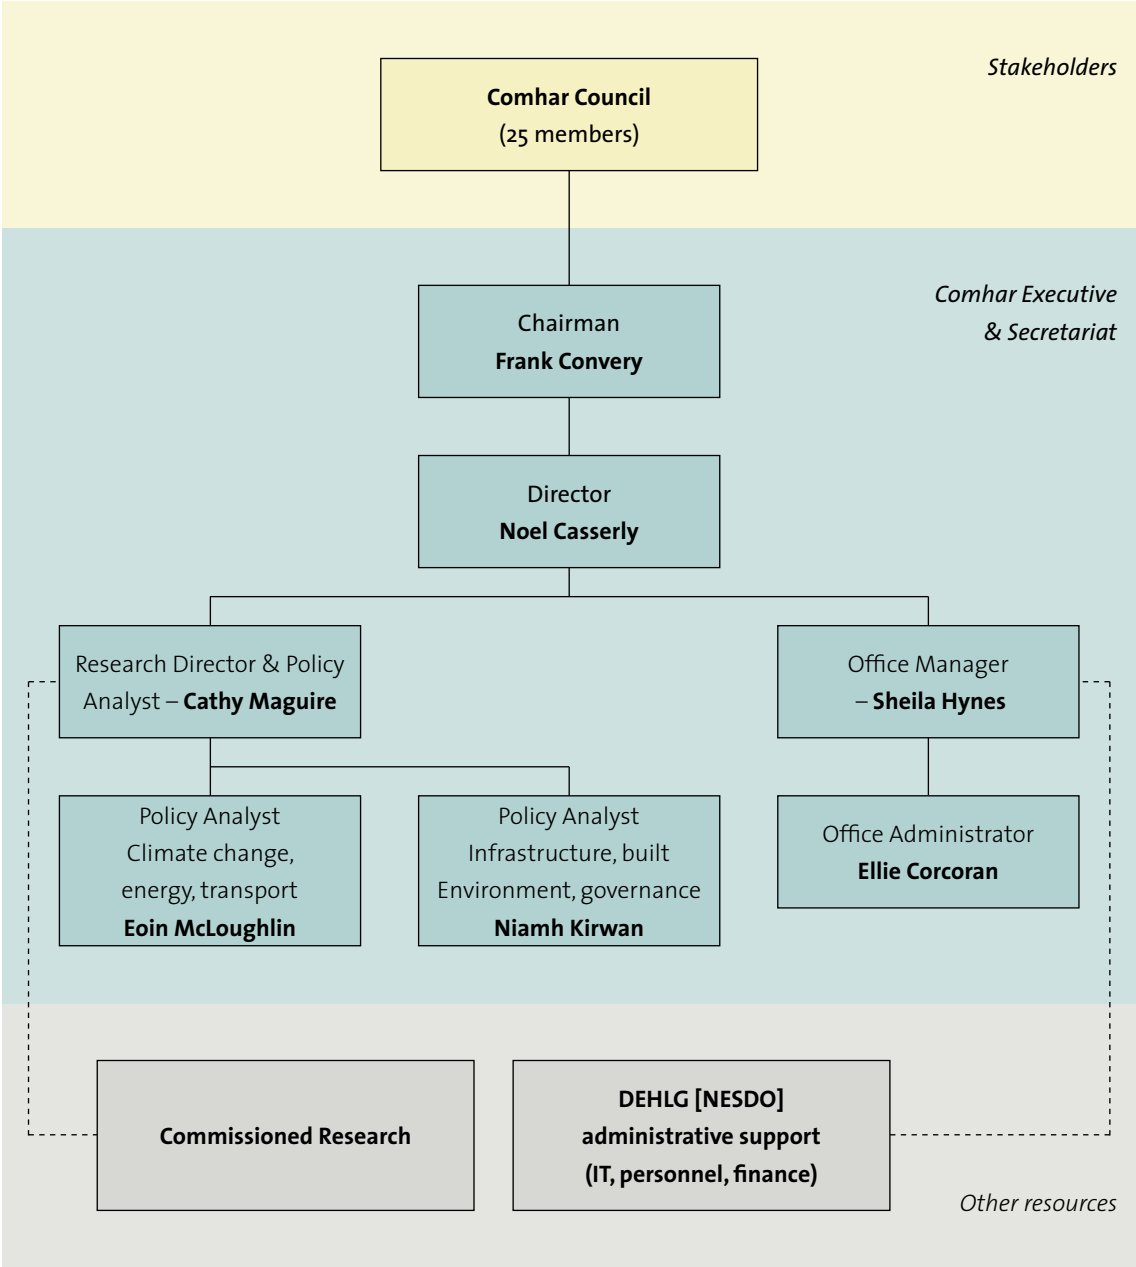 Stakeholders
Comhar Council
(25 members)
Comhar Executive
& Secretariat
Chairman
Frank Convery
Director
Noel Casserly
Research Director & Policy
Analyst – Cathy Maguire
Office Manager
– Sheila Hynes
Policy Analyst
Climate change,
energy, transport
Eoin McLoughlin
Policy Analyst
Infrastructure, built
Environment, governance
Niamh Kirwan
Office Administrator
Ellie Corcoran
Commissioned Research
DEHLG [NESDO]
administrative support
(IT, personnel, finance)
Other resources